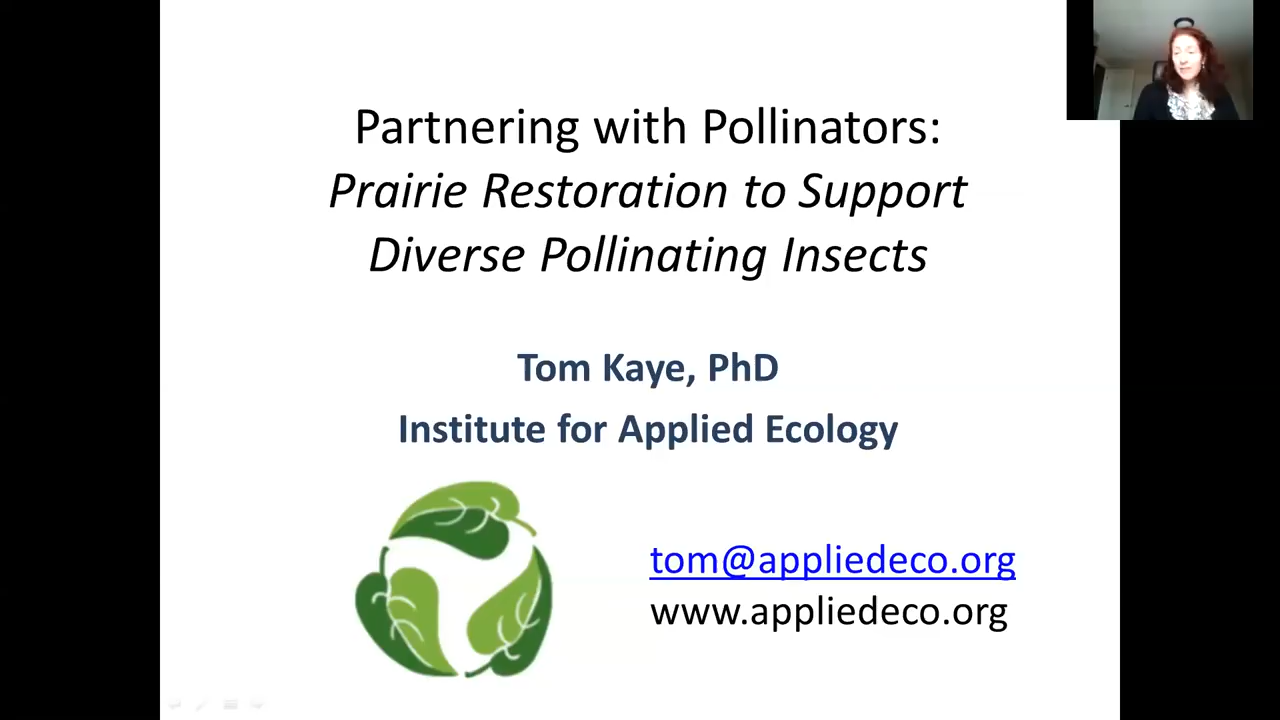 Partnering with Pollinators:
Prairie Restoration to Support
Diverse Pollinating Insects
Tom Kaye, PhD
Institute for Applied Ecology
tom@appliedeco.org
www.appliedeco.org